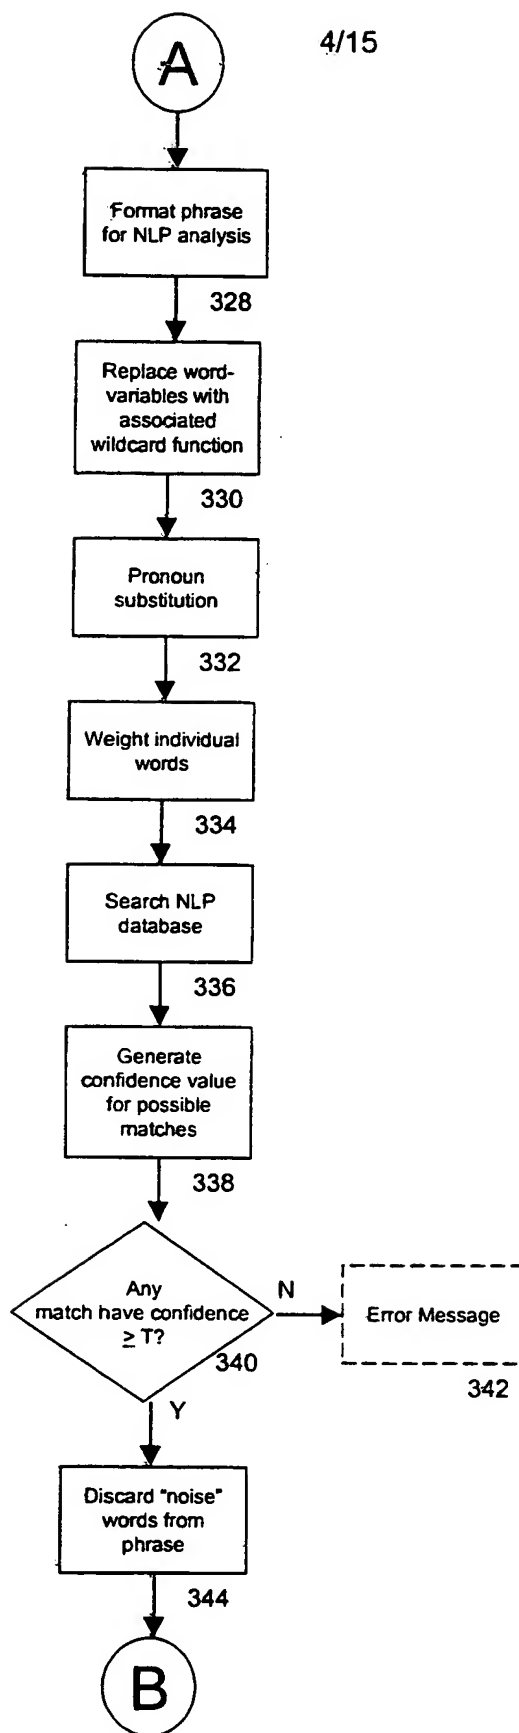 4/15
A
Format phrase
for NLP analysis
328
Replace word-
variables with
associated
wildcard function
330
Pronoun
substitution
332
Weight individual
words
334
Search NLP
database
336
Generate
confidence value
for possible
matches
338
Any
match have confidence
≥ T?
340
N
Error Message
342
Y
Discard "noise"
words from
phrase
344
B